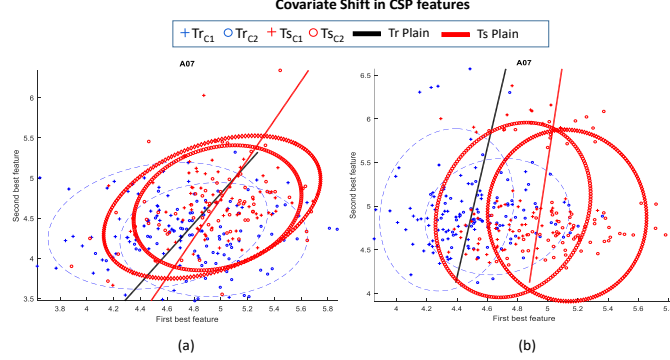 Covariate Shift in CSP features
+ TrC1 o TrC2 + TsC1 o TsC2 Tr Plain Ts Plain
A07
Second best feature
6
5.5
5
4.5
4
3.5
3.8 4 4.2 4.4 4.6 4.8 5 5.2 5.4 5.6 5.8
First best feature
(a)
A07
Second best feature
6.5
6
5.5
5
4.5
4
4 4.2 4.4 4.6 4.8 5 5.2 5.4 5.6 5.8
First best feature
(b)